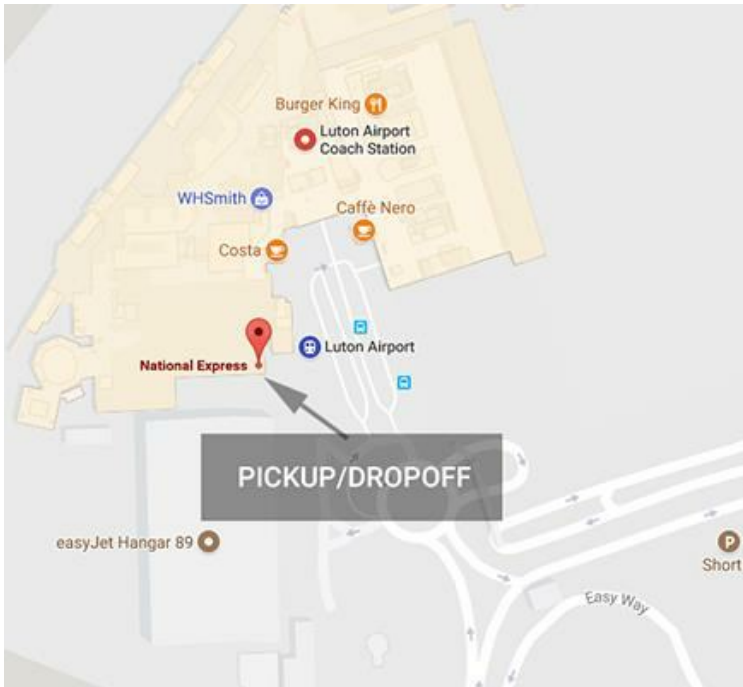 Burger King
Luton Airport
Coach Station
WHSmith
Caffè Nero
Costa
Luton Airport
National Express
PICKUP/DROPOFF
easyJet Hangar 89
P
Short
Easy Way